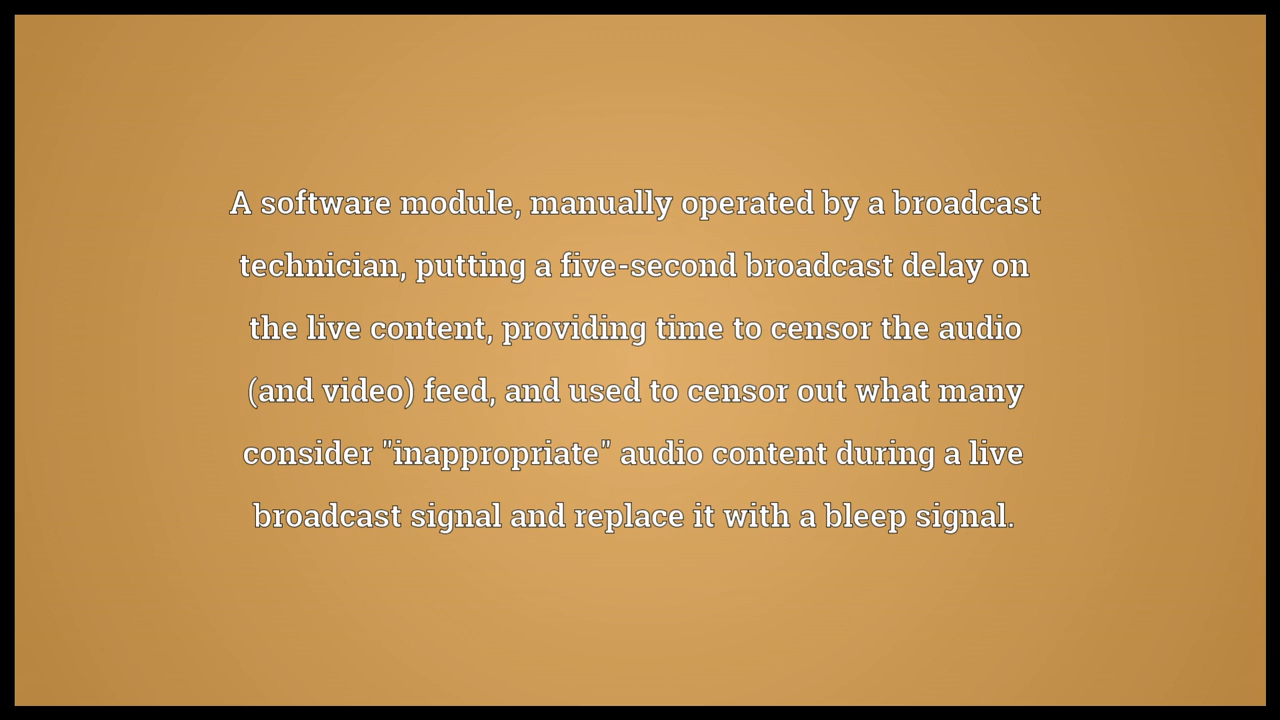 A software module, manually operated by a broadcast
technician, putting a five-second broadcast delay on
the live content, providing time to censor the audio
(and video) feed, and used to censor out what many
consider "inappropriate" audio content during a live
broadcast signal and replace it with a bleep signal.